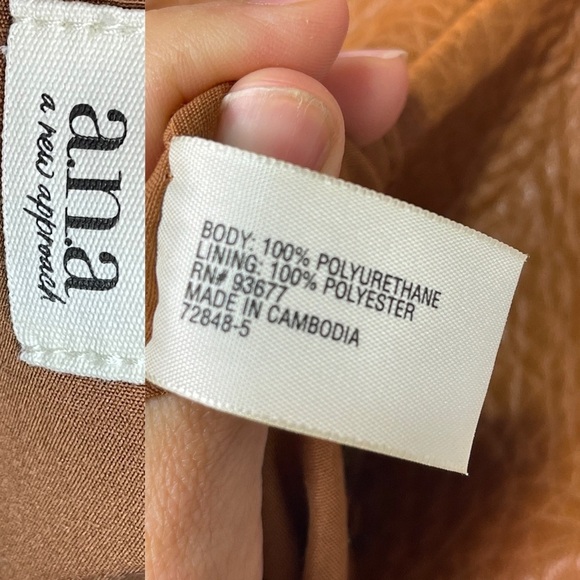 a.n.a
a new approach
BODY: 100% POLYURETHANE
LINING: 100% POLYESTER
RN# 93677
MADE IN CAMBODIA
72848-5